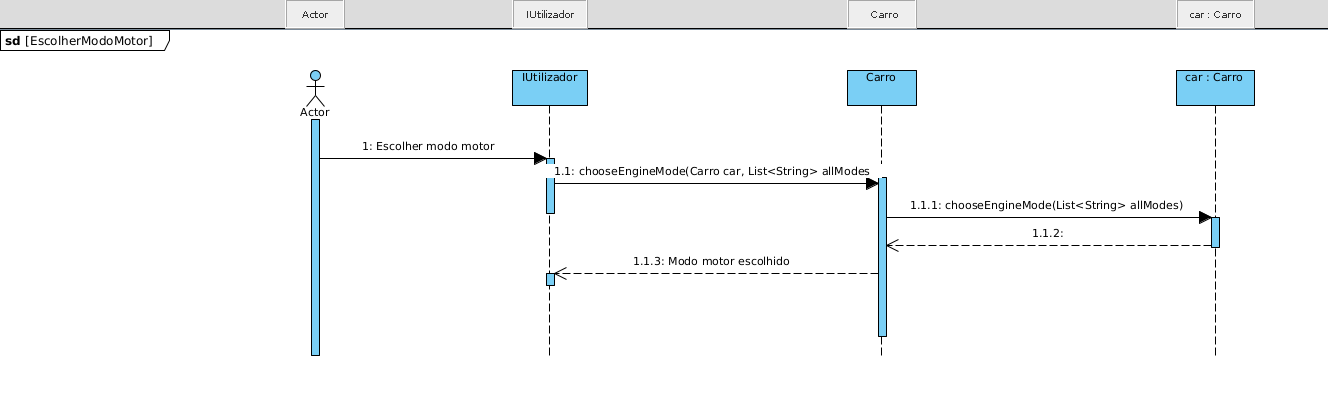 Actor
IUtilizador
Carro
car : Carro
sd [EscolherModoMotor]
IUtilizador
Carro
car : Carro
Actor
1: Escolher modo motor
1.1: chooseEngineMode(Carro car, List<String> allModes
1.1.1: chooseEngineMode(List<String> allModes)
1.1.2:
1.1.3: Modo motor escolhido